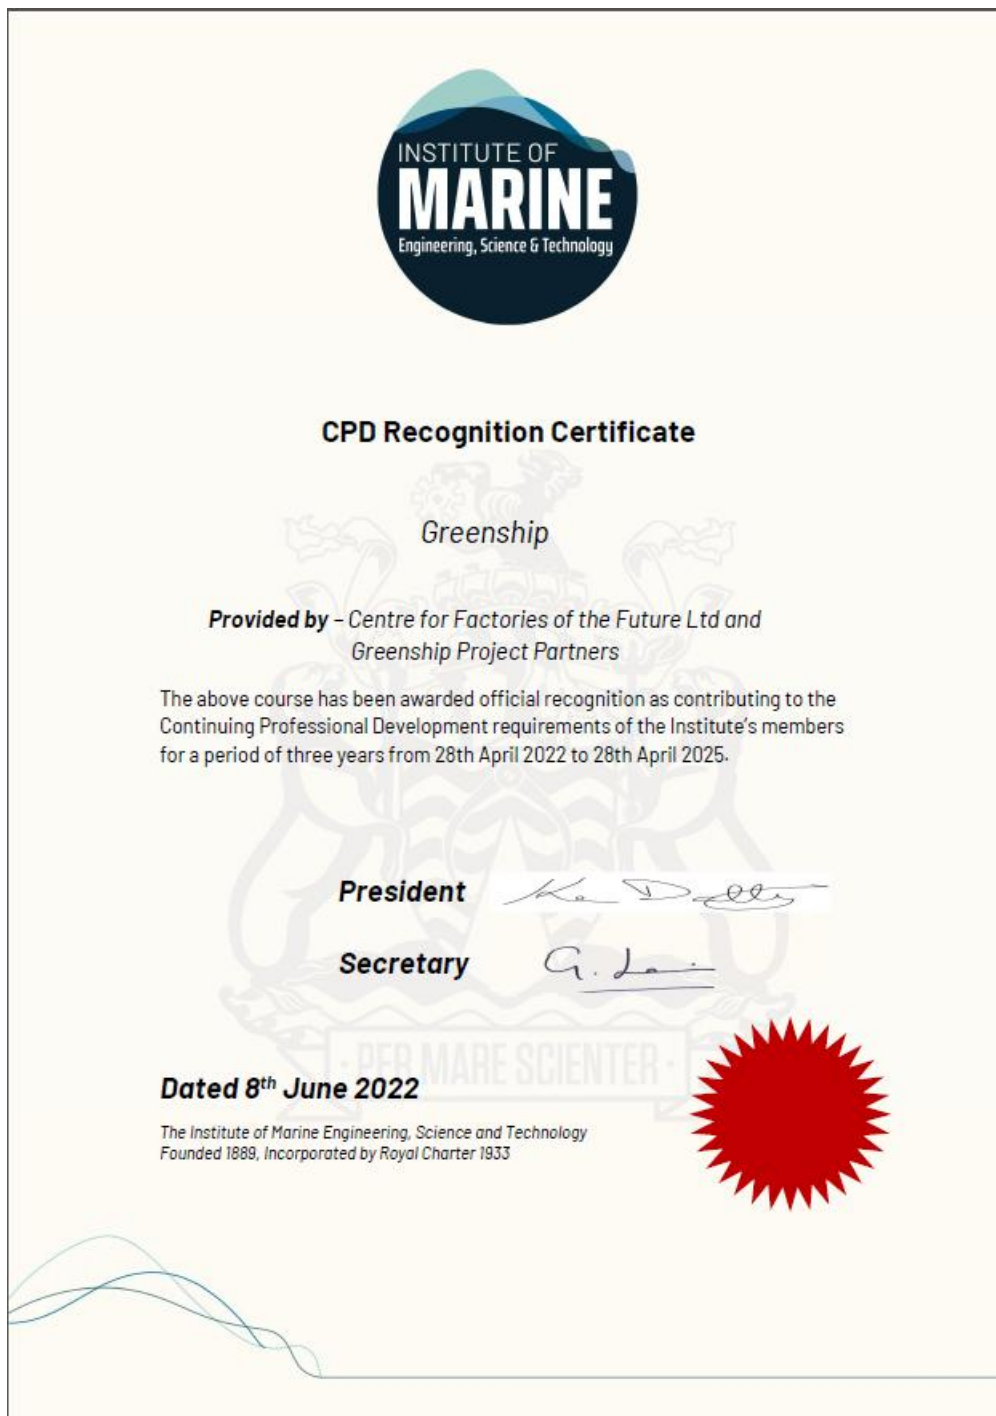 INSTITUTE OF
MARINE
Engineering, Science & Technology
CPD Recognition Certificate
Greenship
Provided by – Centre for Factories of the Future Ltd and
Greenship Project Partners
The above course has been awarded official recognition as contributing to the
Continuing Professional Development requirements of the Institute's members
for a period of three years from 28th April 2022 to 28th April 2025.
President
Secretary
· PER MARE SCIENTER ·
Dated 8th June 2022
The Institute of Marine Engineering, Science and Technology
Founded 1889, Incorporated by Royal Charter 1933